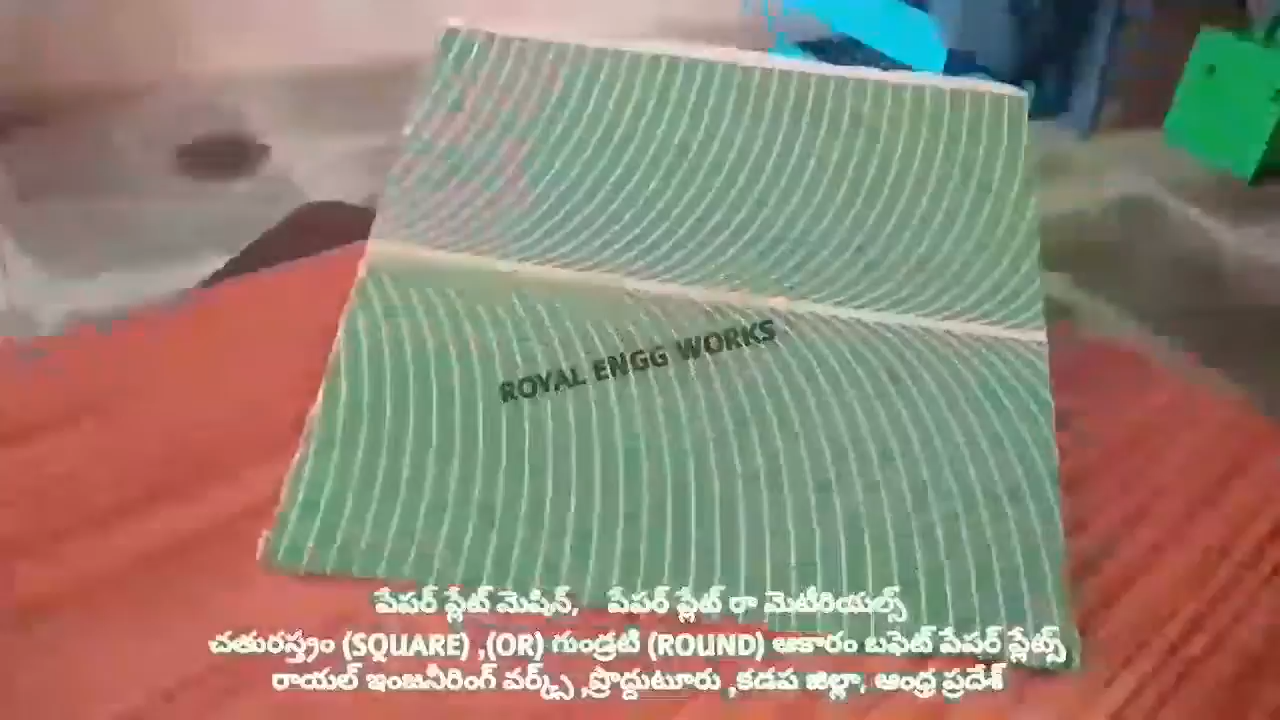 ROYAL ENGG WORKS
పేపర్ ప్లేట్ మెషిన్, పేపర్ ప్లేట్ రా మెటీరియల్స్
చతురస్త్రం (SQUARE) ,(OR) గుండ్రటి (ROUND) ఆకారం బఫెట్ పేపర్ ప్లేట్స్
రాయల్ ఇంజనీరింగ్ వర్క్స్ ,ప్రొద్దుటూరు ,కడప జిల్లా, ఆంధ్ర ప్రదేశ్